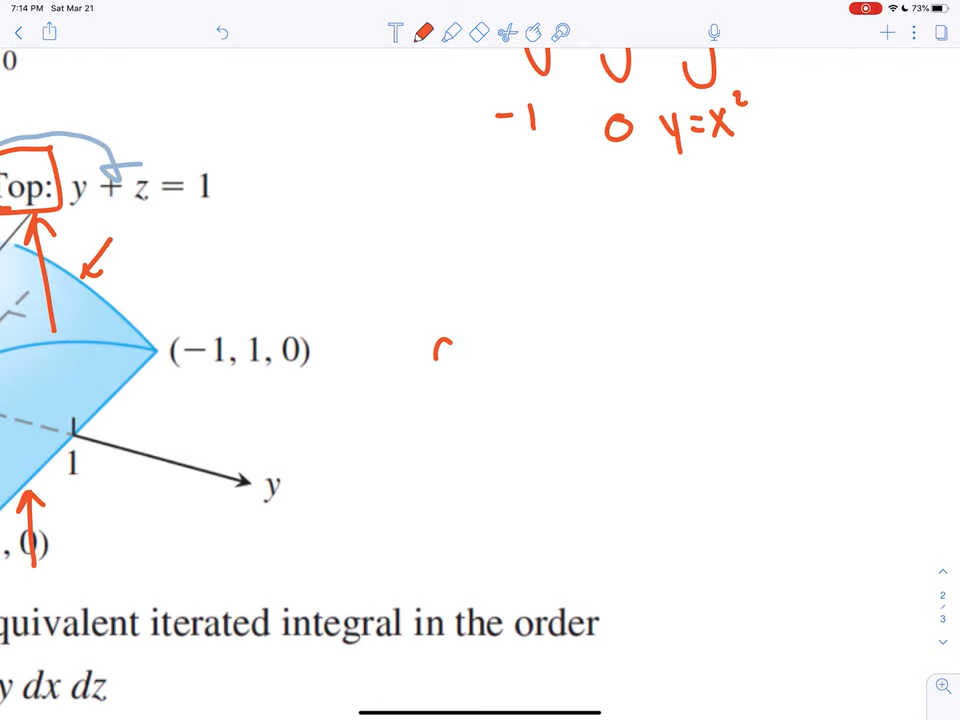 7:14 PM Sat Mar 21
73%
T
0
-1 0 y=x²
Top: y + z = 1
(−1, 1, 0)
1
y
, 0)
2
/
3
quivalent iterated integral in the order
y dx dz